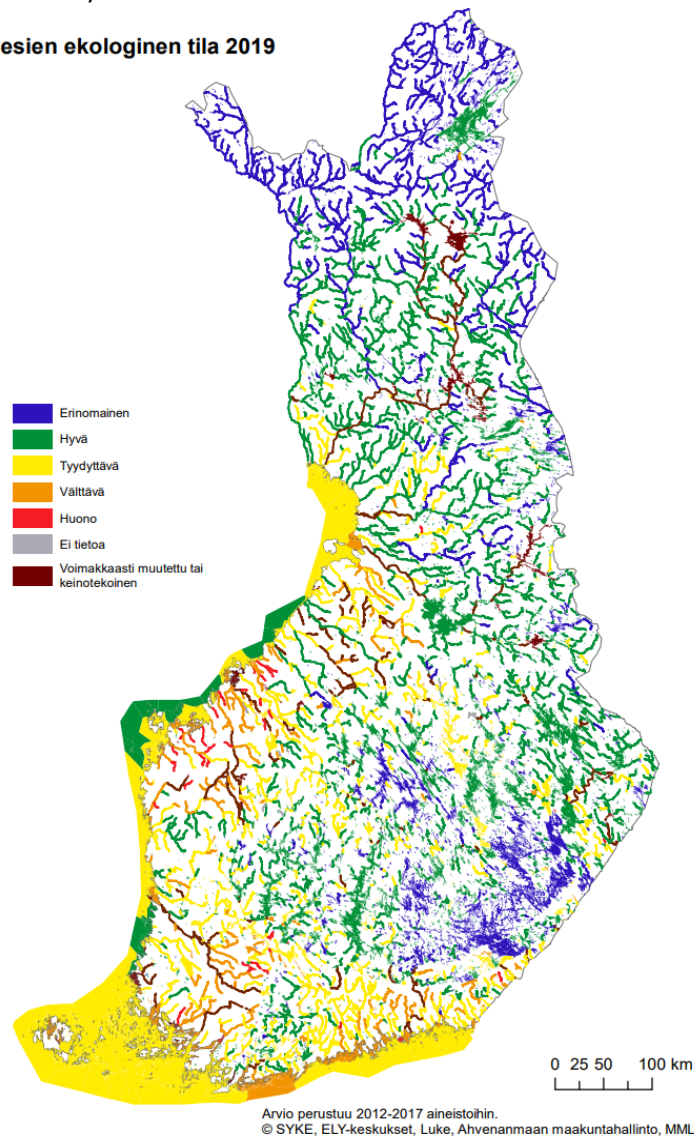 esien ekologinen tila 2019
Erinomainen
Hyvä
Tyydyttävä
Välttävä
Huono
Ei tietoa
Voimakkaasti muutettu tai
keinotekoinen
0 25 50 100 km
Arvio perustuu 2012-2017 aineistoihin.
© SYKE, ELY-keskukset, Luke, Ahvenanmaan maakuntahallinto, MML